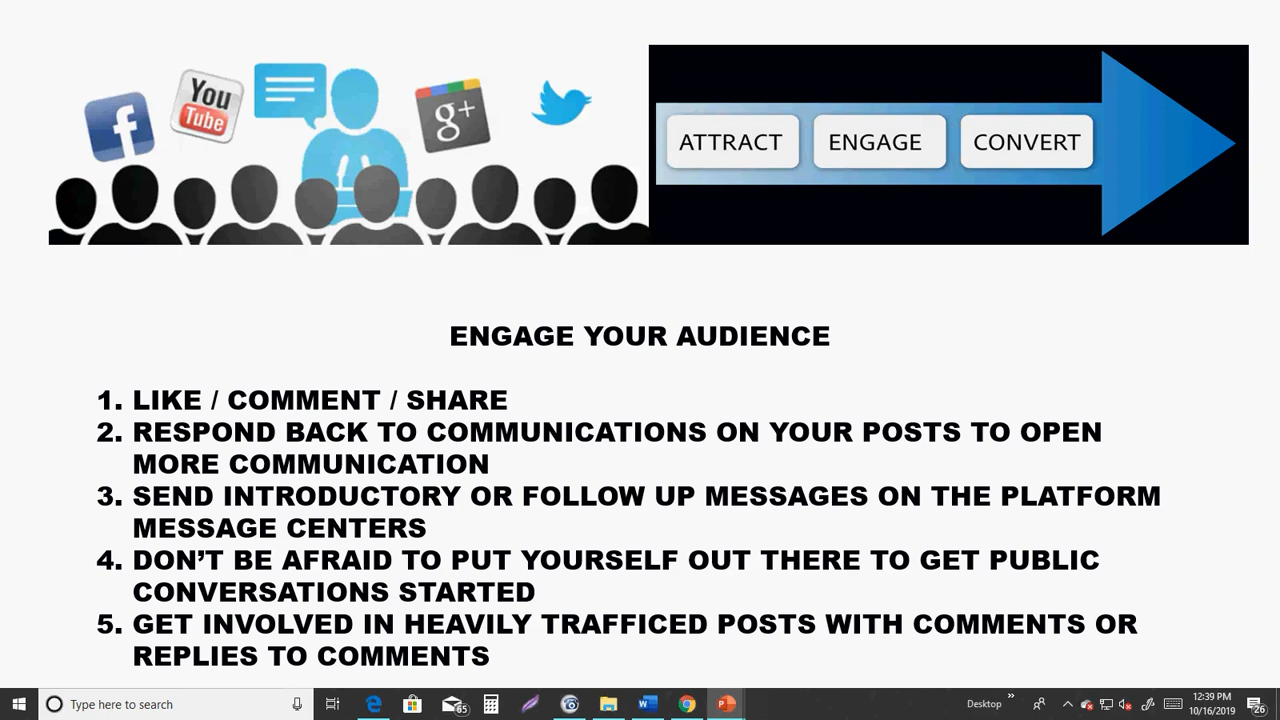 f
You
Tube
g+
ATTRACT ENGAGE CONVERT
ENGAGE YOUR AUDIENCE
1. LIKE / COMMENT / SHARE
2. RESPOND BACK TO COMMUNICATIONS ON YOUR POSTS TO OPEN
MORE COMMUNICATION
3. SEND INTRODUCTORY OR FOLLOW UP MESSAGES ON THE PLATFORM
MESSAGE CENTERS
4. DON’T BE AFRAID TO PUT YOURSELF OUT THERE TO GET PUBLIC
CONVERSATIONS STARTED
5. GET INVOLVED IN HEAVILY TRAFFICED POSTS WITH COMMENTS OR
REPLIES TO COMMENTS
Type here to search
65
Desktop
12:39 PM
10/16/2019
26